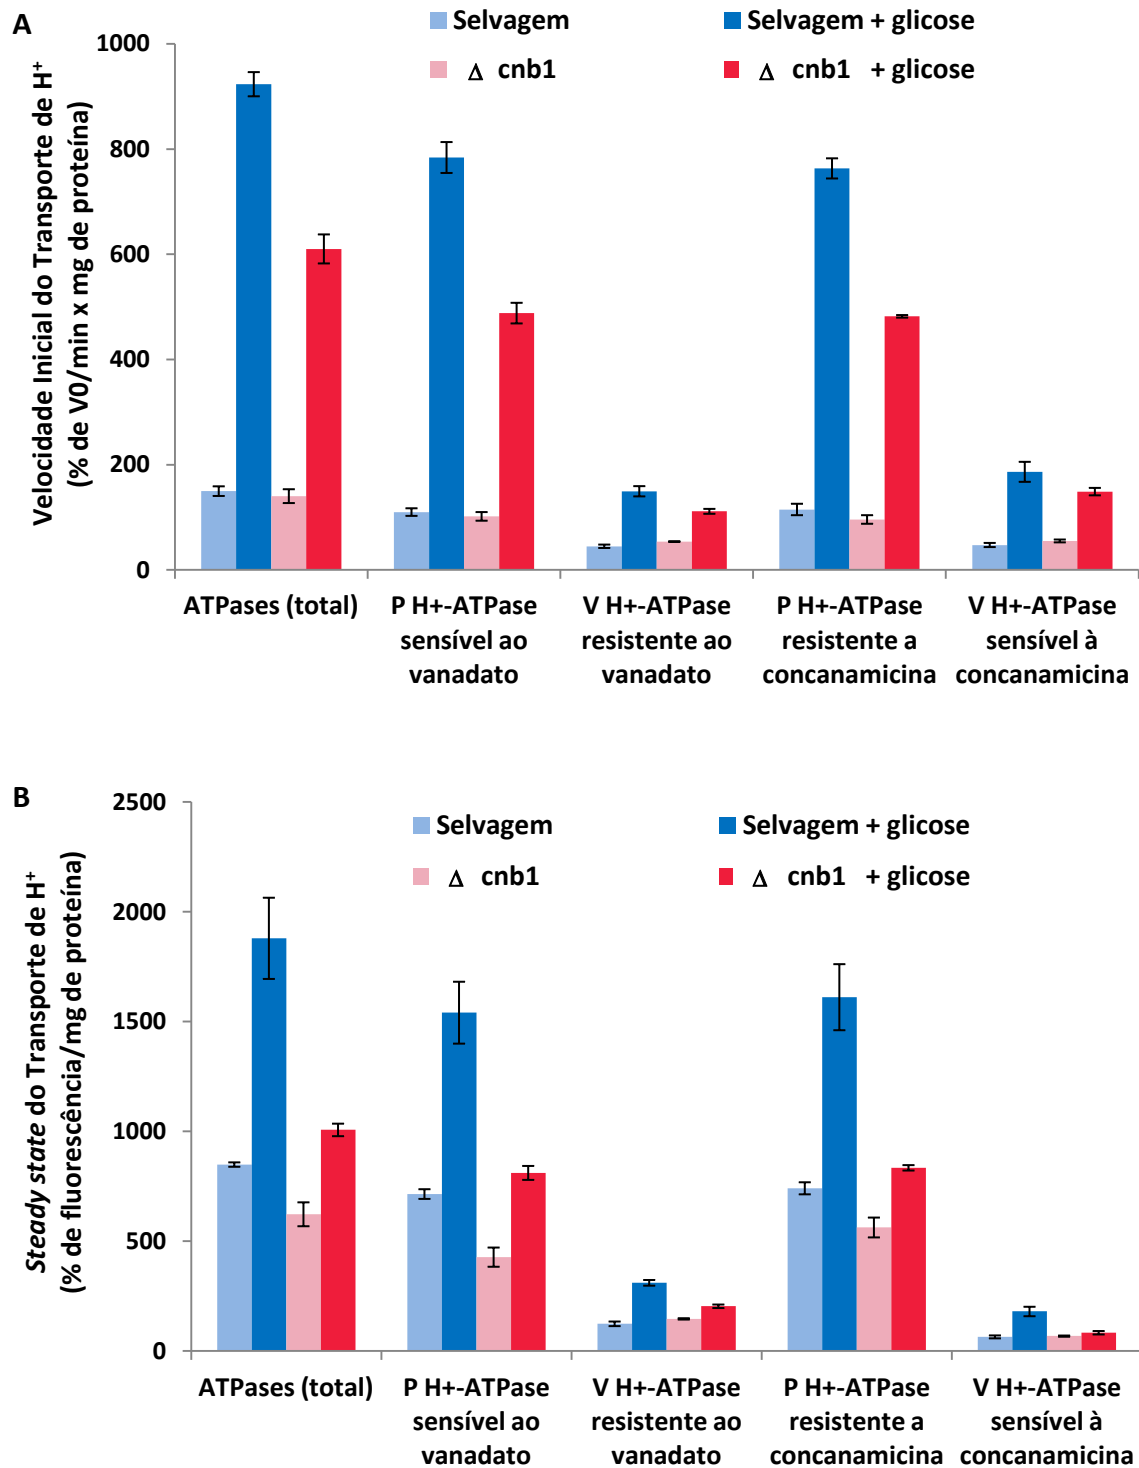 A
Selvagem
Selvagem + glicose
Δ cnb1
Δ cnb1 + glicose
Velocidade Inicial do Transporte de H⁺
(% de V0/min x mg de proteína)
1000
800
600
400
200
0
ATPases (total)
P H+-ATPase
sensível ao
vanadato
V H+-ATPase
resistente ao
vanadato
P H+-ATPase
resistente a
concanamicina
V H+-ATPase
sensível à
concanamicina
B
Selvagem
Selvagem + glicose
Δ cnb1
Δ cnb1 + glicose
Steady state do Transporte de H⁺
(% de fluorescência/mg de proteína)
2500
2000
1500
1000
500
0
ATPases (total)
P H+-ATPase
sensível ao
vanadato
V H+-ATPase
resistente ao
vanadato
P H+-ATPase
resistente a
concanamicina
V H+-ATPase
sensível à
concanamicina